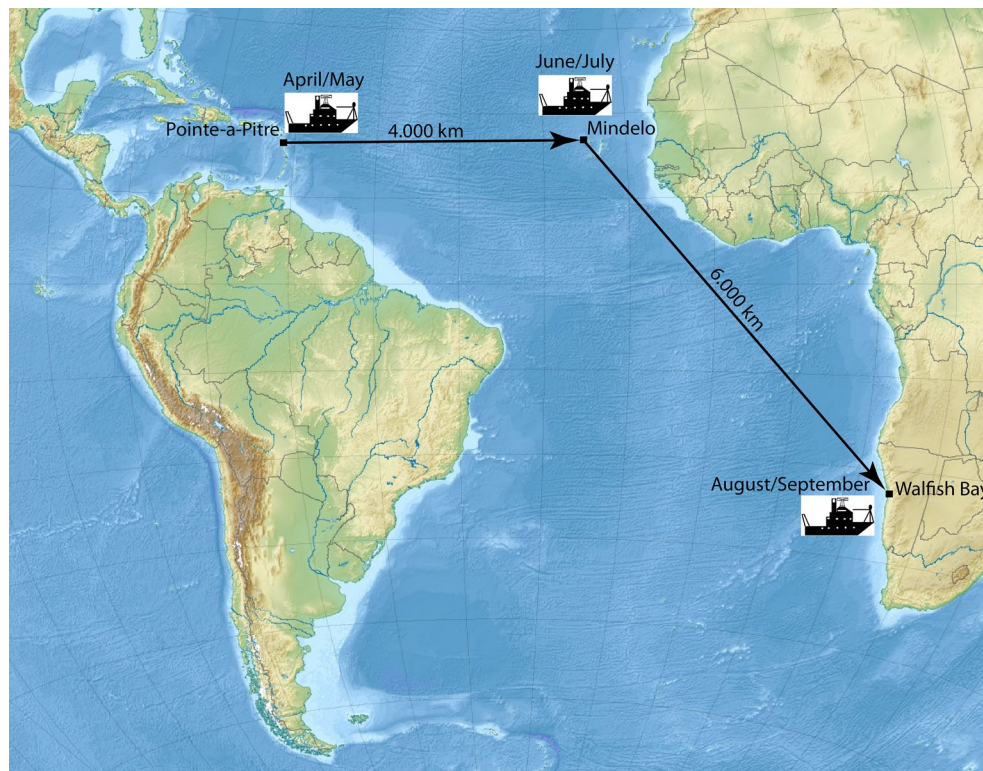 April/May
June/July
Pointe-a-Pitre
4.000 km
Mindelo
6.000 km
August/September
Walfish Bay